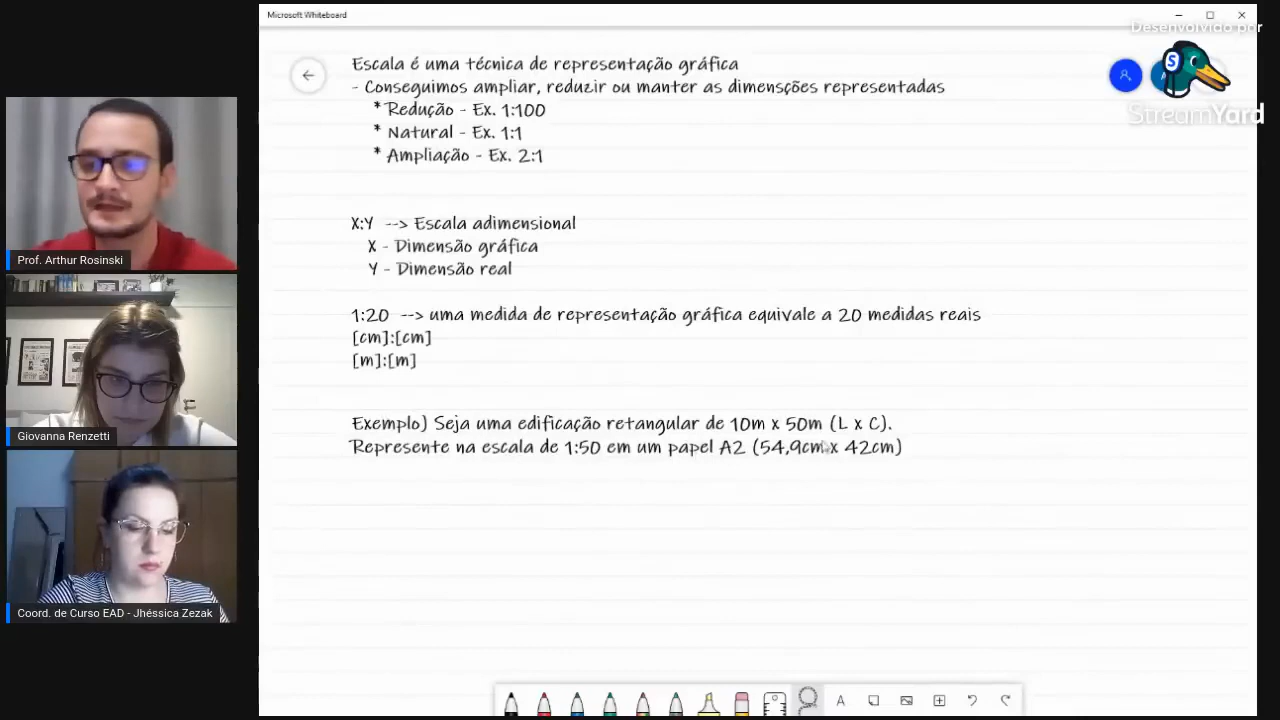 Microsoft Whiteboard
Desenvolvido por
StreamYard
Escala é uma técnica de representação gráfica
- Conseguimos ampliar, reduzir ou manter as dimensções representadas
* Redução - Ex. 1:100
* Natural - Ex. 1:1
* Ampliação - Ex. 2:1
X:Y --> Escala adimensional
X - Dimensão gráfica
Y - Dimensão real
1:20 --> uma medida de representação gráfica equivale a 20 medidas reais
[cm]:[cm]
[m]:[m]
Exemplo) Seja uma edificação retangular de 10m x 50m (L x C).
Represente na escala de 1:50 em um papel A2 (54,9cm x 42cm)
Prof. Arthur Rosinski
Giovanna Renzetti
Coord. de Curso EAD - Jhéssica Zezak